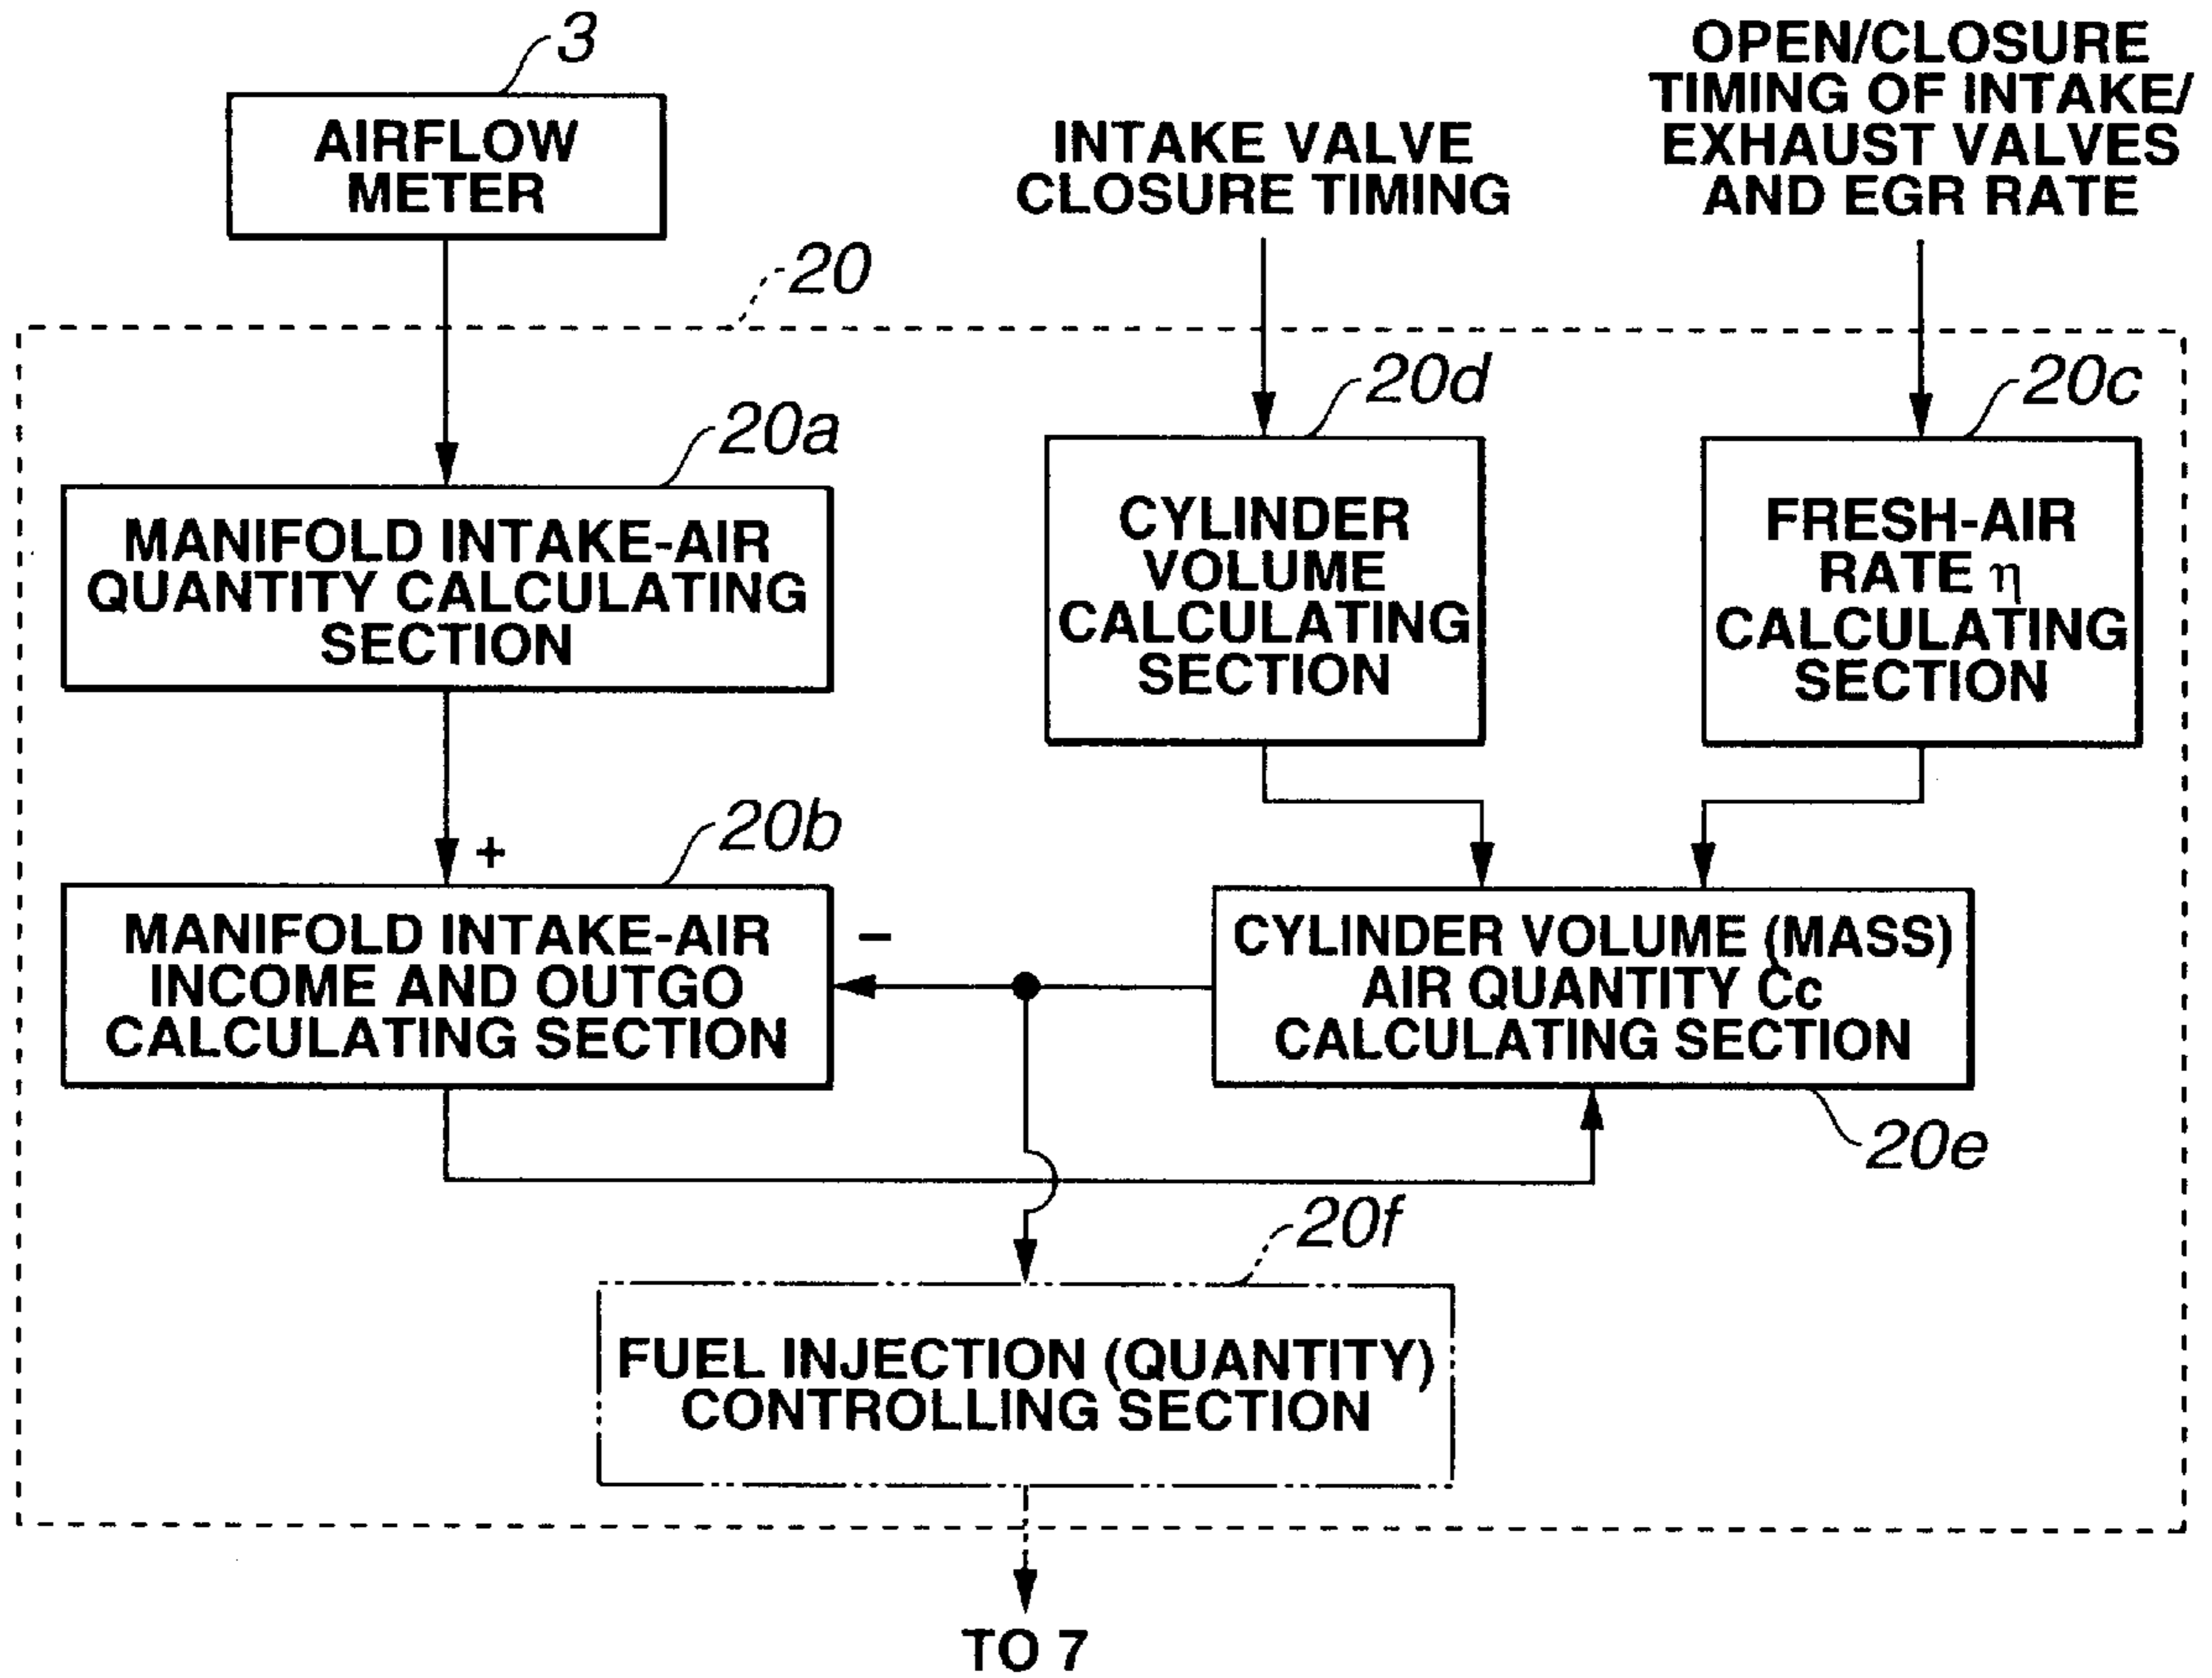 3
AIRFLOW
METER
INTAKE VALVE
CLOSURE TIMING
OPEN/CLOSURE
TIMING OF INTAKE/
EXHAUST VALVES
AND EGR RATE
20
20a
MANIFOLD INTAKE-AIR
QUANTITY CALCULATING
SECTION
20d
CYLINDER
VOLUME
CALCULATING
SECTION
20c
FRESH-AIR
RATE η
CALCULATING
SECTION
+
20b
MANIFOLD INTAKE-AIR
INCOME AND OUTGO
CALCULATING SECTION
−
CYLINDER VOLUME (MASS)
AIR QUANTITY Cc
CALCULATING SECTION
20e
20f
FUEL INJECTION (QUANTITY)
CONTROLLING SECTION
TO 7